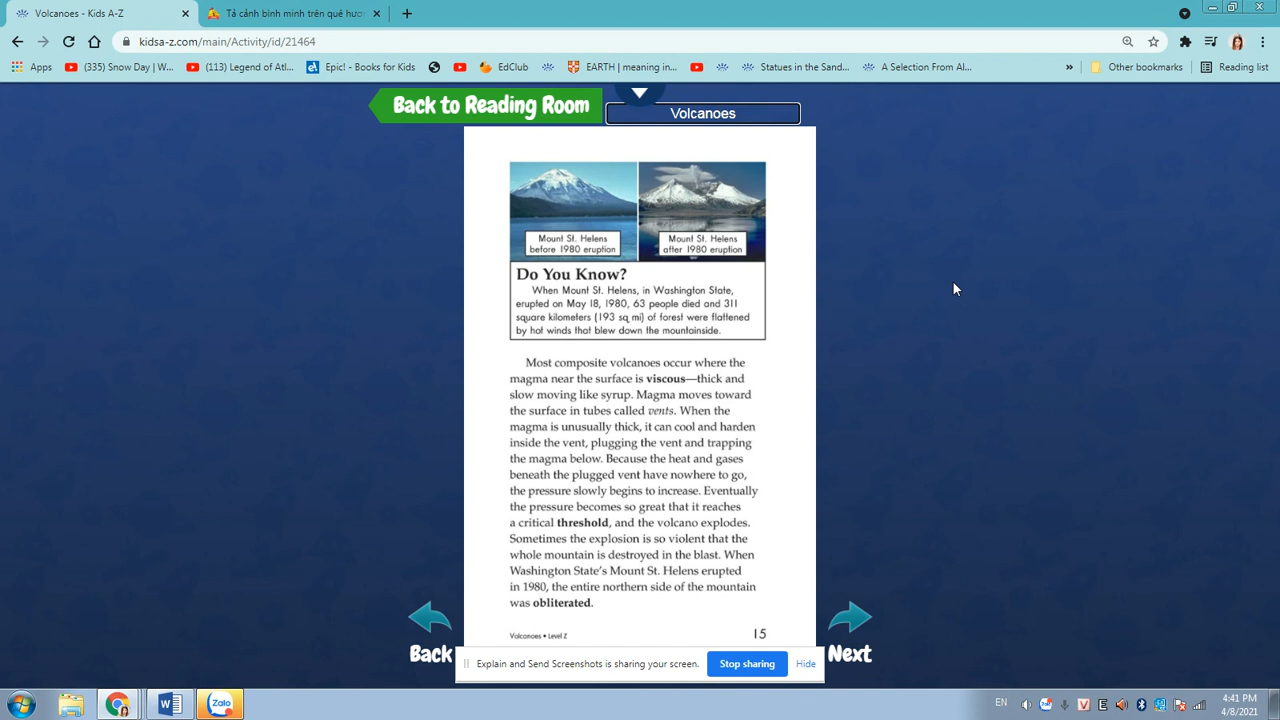 Volcanoes - Kids A-Z
Tả cảnh bình minh trên quê hươ
kidsa-z.com/main/Activity/id/21464
Apps
(335) Snow Day | W...
(113) Legend of Atl...
Epic! - Books for Kids
EdClub
EARTH | meaning in...
Statues in the Sand...
A Selection From Al...
»
Other bookmarks
Reading list
Back to Reading Room
Volcanoes
Mount St. Helens
before 1980 eruption
Mount St. Helens
after 1980 eruption
Do You Know?
When Mount St. Helens, in Washington State,
erupted on May 18, 1980, 63 people died and 311
square kilometers (193 sq mi) of forest were flattened
by hot winds that blew down the mountainside.
Most composite volcanoes occur where the
magma near the surface is viscous—thick and
slow moving like syrup. Magma moves toward
the surface in tubes called vents. When the
magma is unusually thick, it can cool and harden
inside the vent, plugging the vent and trapping
the magma below. Because the heat and gases
beneath the plugged vent have nowhere to go,
the pressure slowly begins to increase. Eventually
the pressure becomes so great that it reaches
a critical threshold, and the volcano explodes.
Sometimes the explosion is so violent that the
whole mountain is destroyed in the blast. When
Washington State's Mount St. Helens erupted
in 1980, the entire northern side of the mountain
was obliterated.
Volcanoes • Level Z
15
Back
Next
Explain and Send Screenshots is sharing your screen.
Stop sharing
Hide
Zalo
EN
4:41 PM
4/8/2021